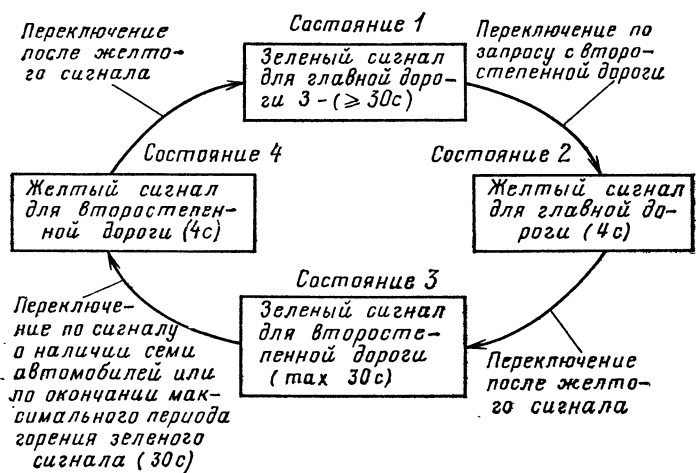 Состояние 1
Переключение
после желто-
го сигнала
Зеленый сигнал
для главной доро-
ги 3-(⩾30с)
Переключение по
запросу с второ-
степенной дороги
Состояние 4
Желтый сигнал
для второстепен-
ной дороги (4с)
Состояние 2
Желтый сигнал
для главной до-
роги (4с)
Состояние 3
Зеленый сигнал
для второсте-
пенной дороги
(max 30с)
Переключе-
ние по сигналу
о наличии семи
автомобилей или
по окончании мак-
симального периода
горения зеленого
сигнала (30с)
Переключение
после желто-
го сигнала